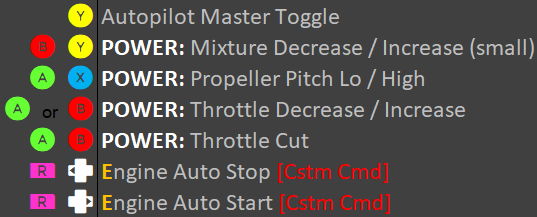 Y Autopilot Master Toggle
B Y POWER: Mixture Decrease / Increase (small)
A X POWER: Propeller Pitch Lo / High
A or B POWER: Throttle Decrease / Increase
A B POWER: Throttle Cut
R Engine Auto Stop [Cstm Cmd]
R Engine Auto Start [Cstm Cmd]